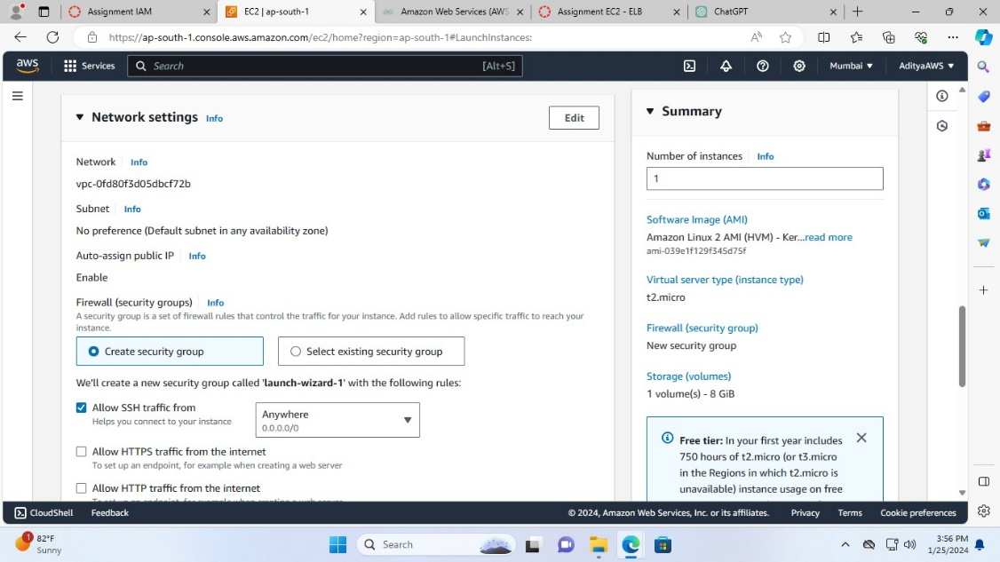 Assignment IAM
EC2 | ap-south-1
Amazon Web Services (AWS
Assignment EC2 - ELB
ChatGPT
https://ap-south-1.console.aws.amazon.com/ec2/home?region=ap-south-1#LaunchInstances:
aws
Services
Search
[Alt+S]
Mumbai
AdityaAWS
Network settings Info
Edit
Network Info
vpc-0fd80f3d05dbcf72b
Subnet Info
No preference (Default subnet in any availability zone)
Auto-assign public IP Info
Enable
Firewall (security groups) Info
A security group is a set of firewall rules that control the traffic for your instance. Add rules to allow specific traffic to reach your
instance.
Create security group
Select existing security group
We'll create a new security group called 'launch-wizard-1' with the following rules:
Allow SSH traffic from
Helps you connect to your instance
Anywhere
0.0.0.0/0
Allow HTTPS traffic from the internet
To set up an endpoint, for example when creating a web server
Allow HTTP traffic from the internet
To set up an endpoint, for example when creating a web server
Summary
Number of instances Info
1
Software Image (AMI)
Amazon Linux 2 AMI (HVM) - Ker...read more
ami-039e1f129f345d75f
Virtual server type (instance type)
t2.micro
Firewall (security group)
New security group
Storage (volumes)
1 volume(s) - 8 GiB
Free tier: In your first year includes
750 hours of t2.micro (or t3.micro
in the Regions in which t2.micro is
unavailable) instance usage on free
CloudShell
Feedback
© 2024, Amazon Web Services, Inc. or its affiliates.
Privacy
Terms
Cookie preferences
1
82°F
Sunny
Search
3:56 PM
1/25/2024